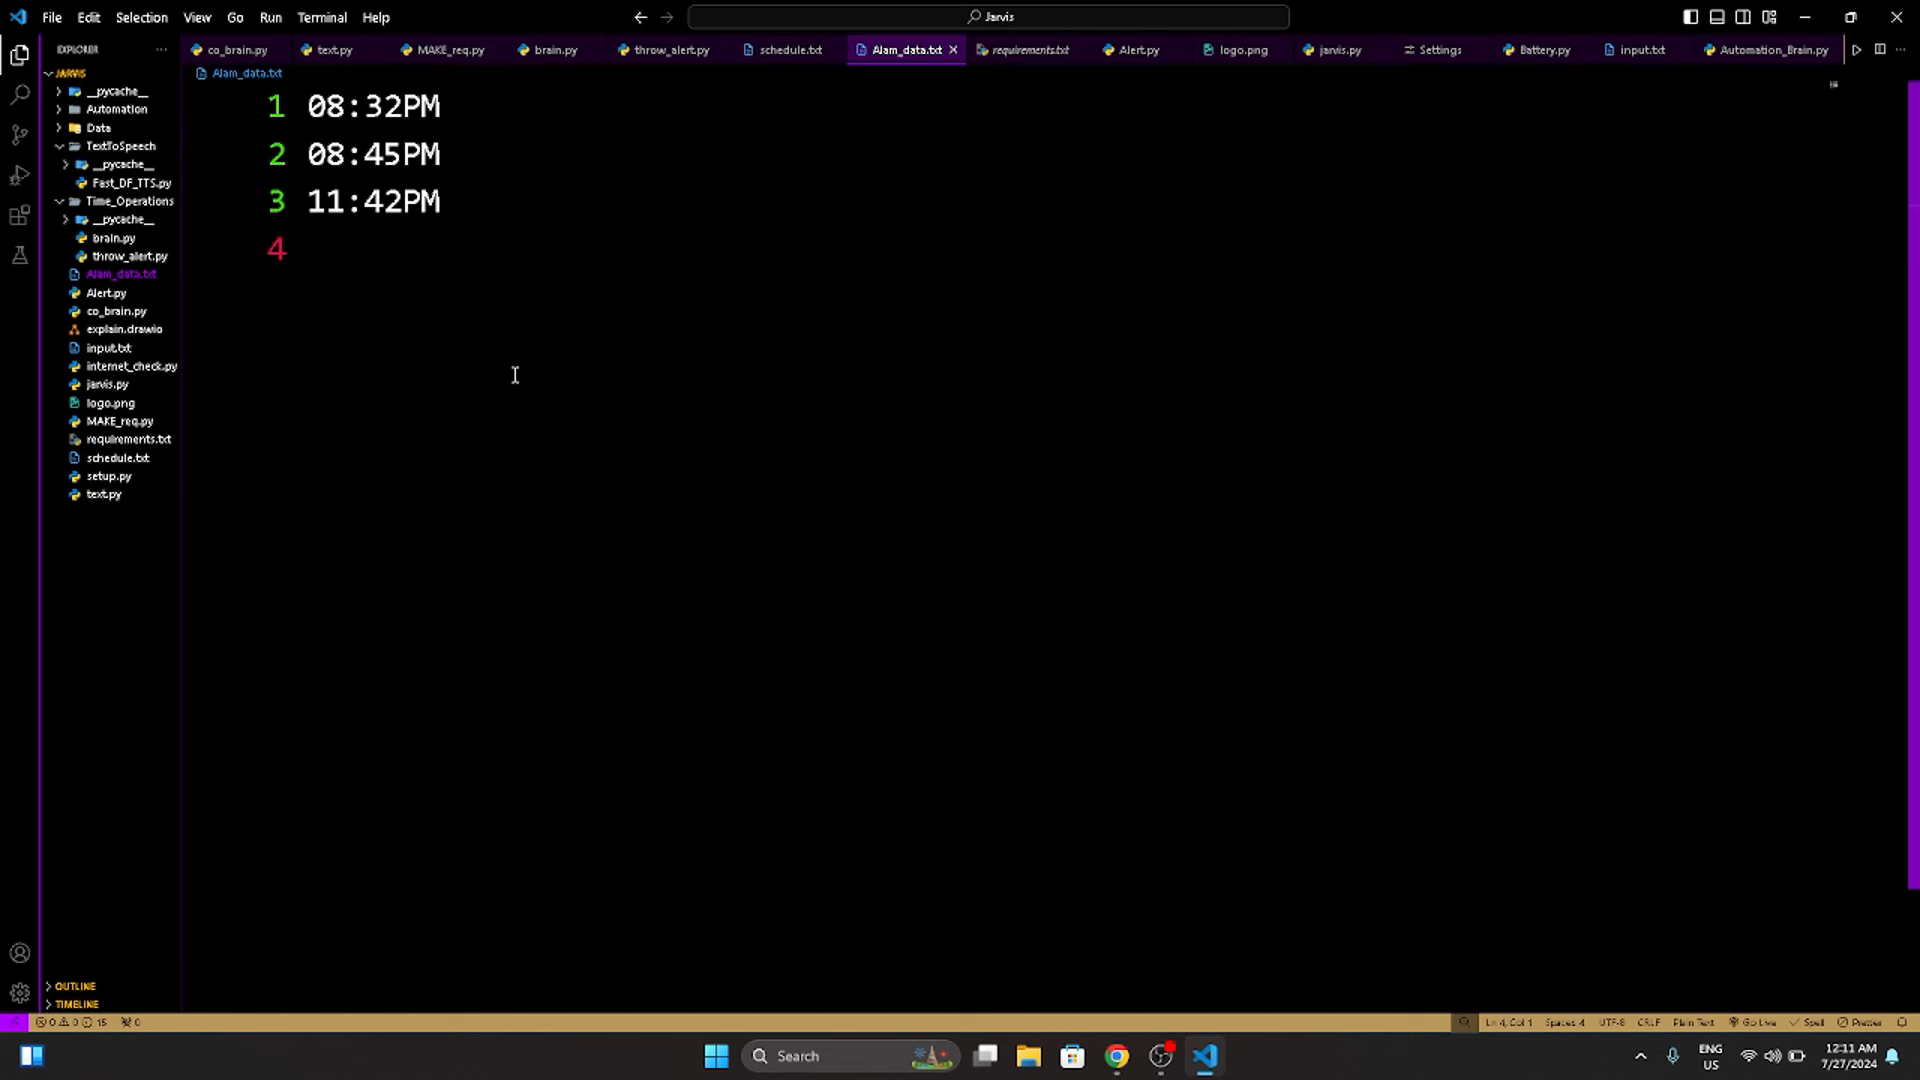 File Edit Selection View Go Run Terminal Help
Jarvis
EXPLORER
co_brain.py text.py MAKE_req.py brain.py throw_alert.py schedule.txt Alam_data.txt requirements.txt Alert.py logo.png jarvis.py Settings Battery.py input.txt Automation_Brain.py
JARVIS
__pycache__
Automation
Data
TextToSpeech
__pycache__
Fast_DF_TTS.py
Time_Operations
__pycache__
brain.py
throw_alert.py
Alam_data.txt
Alert.py
co_brain.py
explain.drawio
input.txt
internet_check.py
jarvis.py
logo.png
MAKE_req.py
requirements.txt
schedule.txt
setup.py
text.py
OUTLINE
TIMELINE
Alam_data.txt
1 08:32PM
2 08:45PM
3 11:42PM
4
0 0 15 0
Ln 4, Col 1 Spaces: 4 UTF-8 CRLF Plain Text Go Live Spell Prettier
Search
ENG
US
12:11 AM
7/27/2024